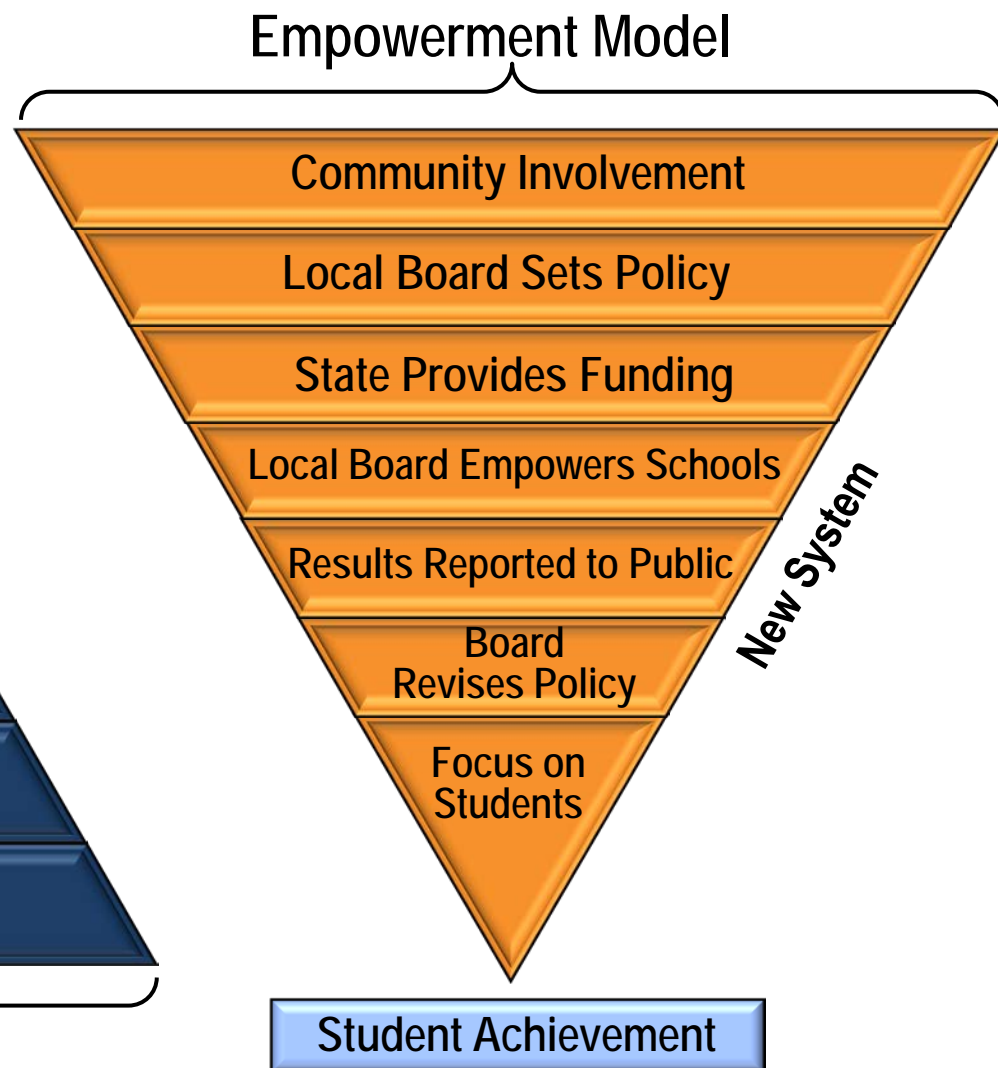 Empowerment Model
Community Involvement
Local Board Sets Policy
State Provides Funding
Local Board Empowers Schools
Results Reported to Public
Board
Revises Policy
Focus on
Students
New System
Student Achievement